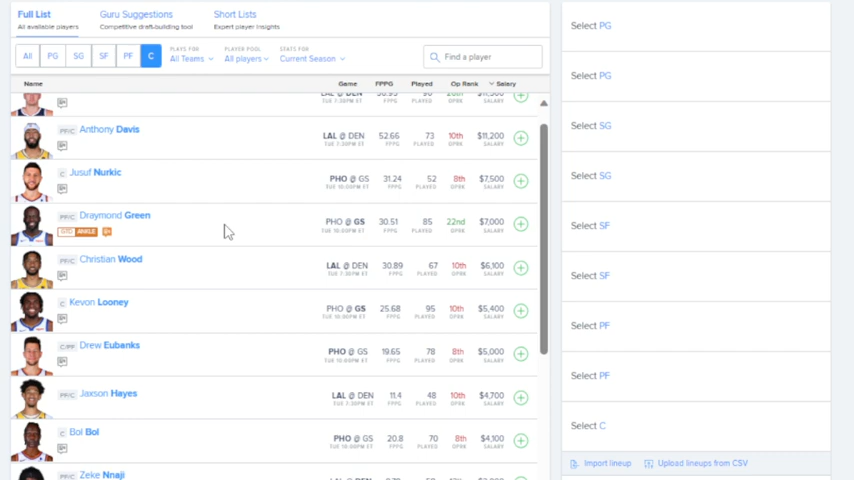 Full List Guru Suggestions Short Lists
All available players Competitive draft-building tool Expert player insights
All PG SG SF PF C
PLAYS FOR PLAYER POOL STATS FOR
All Teams All players Current Season
Find a player
Name Game FPPG Played Op Rank Salary
TUE 7:30PM ET FPPG PLAYED OPRK SALARY
PF/C Anthony Davis LAL @ DEN 52.66 73 10th $11,200
TUE 7:30PM ET FPPG PLAYED OPRK SALARY
C Jusuf Nurkic PHO @ GS 31.24 52 8th $7,500
TUE 10:00PM ET FPPG PLAYED OPRK SALARY
PF/C Draymond Green PHO @ GS 30.51 85 22nd $7,000
GTD ANKLE TUE 10:00PM ET FPPG PLAYED OPRK SALARY
PF/C Christian Wood LAL @ DEN 30.89 67 10th $6,100
TUE 7:30PM ET FPPG PLAYED OPRK SALARY
C Kevon Looney PHO @ GS 25.68 95 10th $5,400
TUE 10:00PM ET FPPG PLAYED OPRK SALARY
C/PF Drew Eubanks PHO @ GS 19.65 78 8th $5,000
TUE 10:00PM ET FPPG PLAYED OPRK SALARY
PF/C Jaxson Hayes LAL @ DEN 11.4 48 10th $4,700
TUE 7:30PM ET FPPG PLAYED OPRK SALARY
C Bol Bol PHO @ GS 20.8 70 8th $4,100
TUE 10:00PM ET FPPG PLAYED OPRK SALARY
PF/C Zeke Nnaji
Select PG
Select PG
Select SG
Select SG
Select SF
Select SF
Select PF
Select PF
Select C
Import lineup Upload lineups from CSV